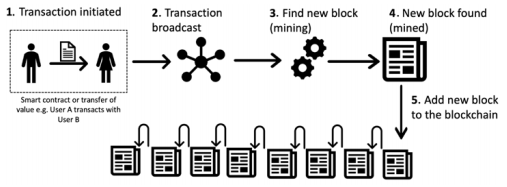 1. Transaction initiated
Smart contract or transfer of
value e.g. User A transacts with
User B
2. Transaction
broadcast
3. Find new block
(mining)
4. New block found
(mined)
5. Add new block
to the blockchain